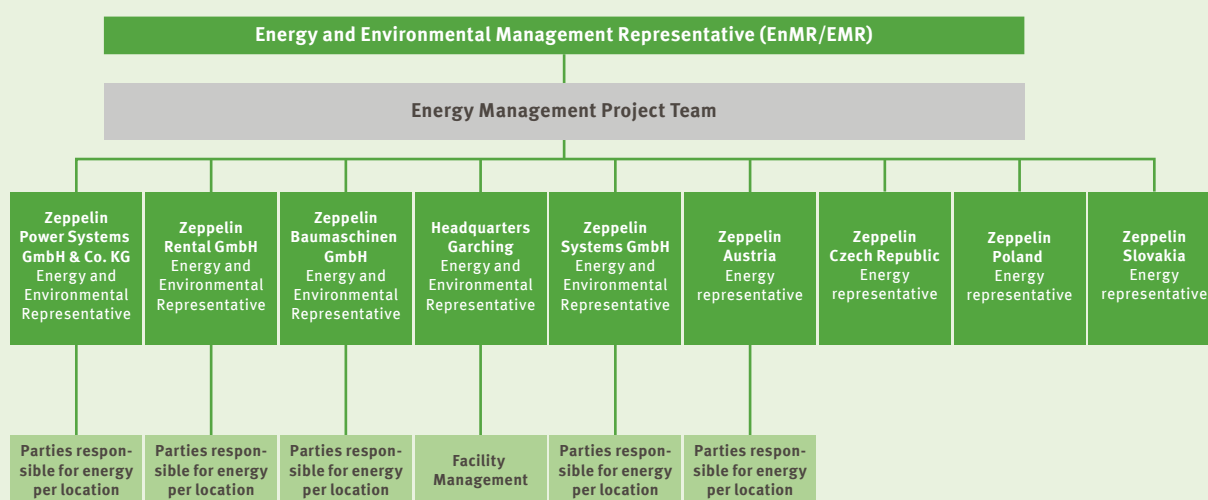 Energy and Environmental Management Representative (EnMR/EMR)
Energy Management Project Team
Zeppelin
Power Systems
GmbH & Co. KG
Energy and
Environmental
Representative
Zeppelin
Rental GmbH
Energy and
Environmental
Representative
Zeppelin
Baumaschinen
GmbH
Energy and
Environmental
Representative
Headquarters
Garching
Energy and
Environmental
Representative
Zeppelin
Systems GmbH
Energy and
Environmental
Representative
Zeppelin
Austria
Energy
representative
Zeppelin
Czech Republic
Energy
representative
Zeppelin
Poland
Energy
representative
Zeppelin
Slovakia
Energy
representative
Parties respon-
sible for energy
per location
Parties respon-
sible for energy
per location
Parties respon-
sible for energy
per location
Facility
Management
Parties respon-
sible for energy
per location
Parties respon-
sible for energy
per location